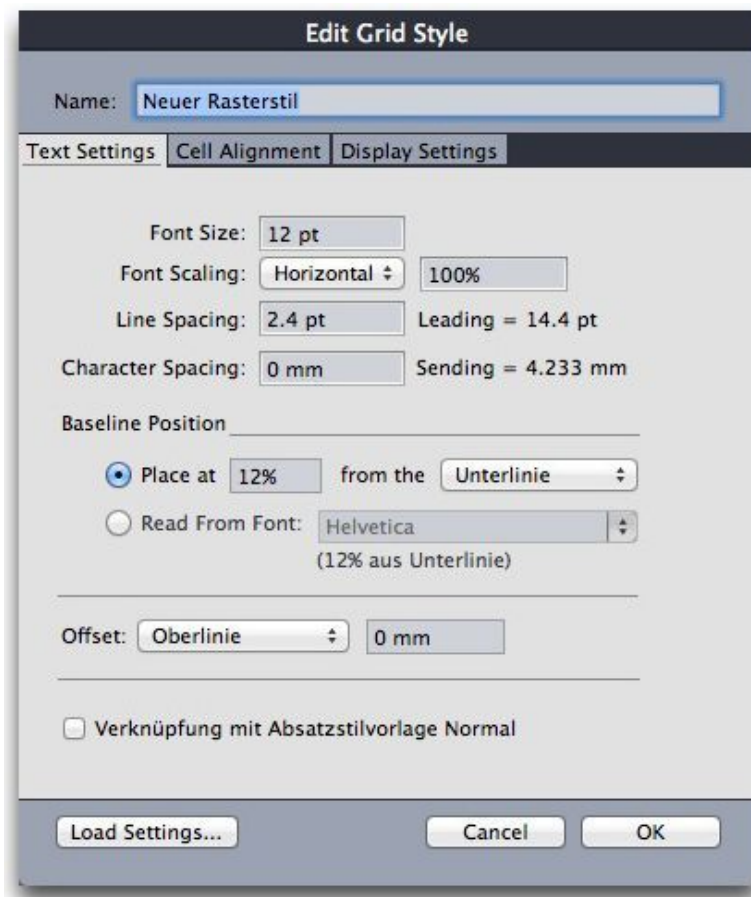 Edit Grid Style
Name: Neuer Rasterstil
Text Settings Cell Alignment Display Settings
Font Size: 12 pt
Font Scaling: Horizontal 100%
Line Spacing: 2.4 pt Leading = 14.4 pt
Character Spacing: 0 mm Sending = 4.233 mm
Baseline Position
Place at 12% from the Unterlinie
Read From Font: Helvetica
(12% aus Unterlinie)
Offset: Oberlinie 0 mm
Verknüpfung mit Absatzstilvorlage Normal
Load Settings... Cancel OK